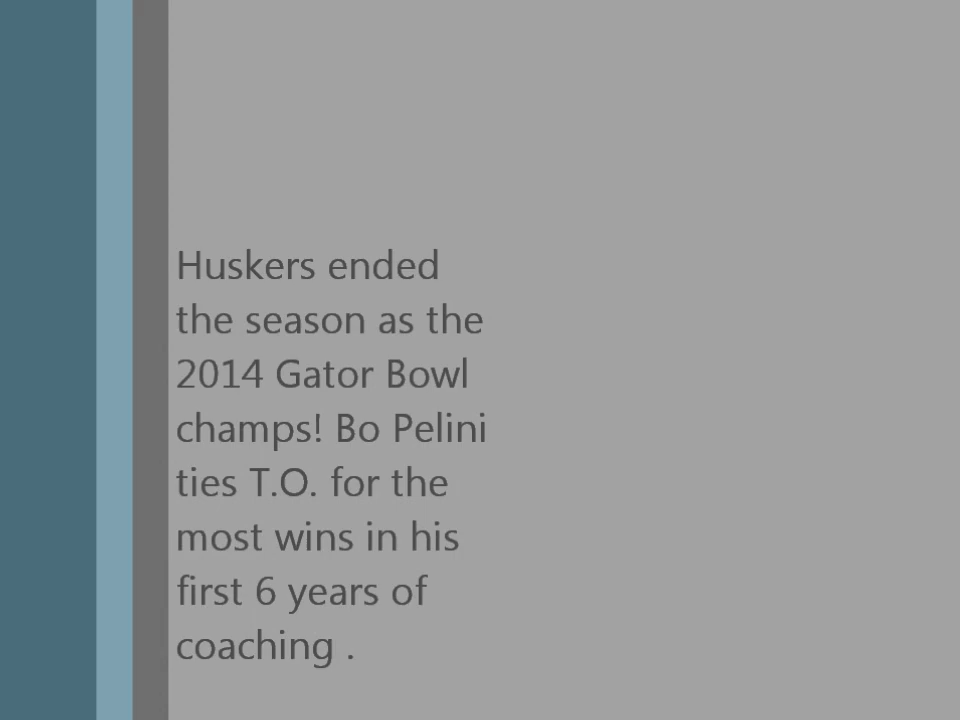 Huskers ended
the season as the
2014 Gator Bowl
champs! Bo Pelini
ties T.O. for the
most wins in his
first 6 years of
coaching .